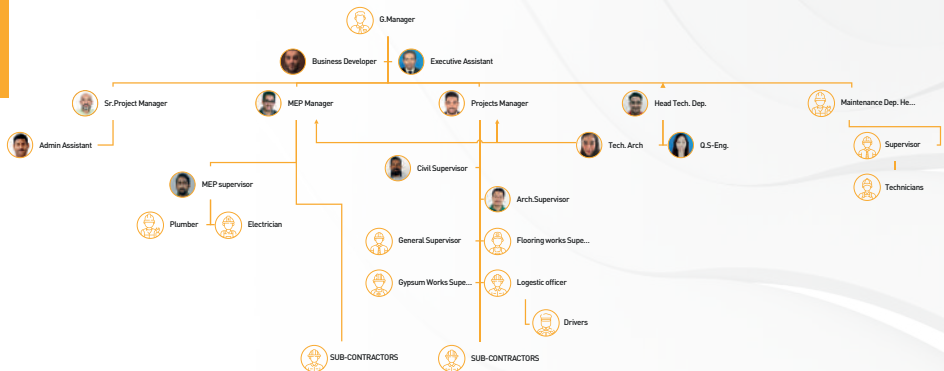 G.Manager
Business Developer
Executive Assistant
Sr.Project Manager
MEP Manager
Projects Manager
Head Tech. Dep.
Maintenance Dep. He...
Admin Assistant
Tech. Arch
Q.S-Eng.
Supervisor
Civil Supervisor
MEP supervisor
Technicians
Arch.Supervisor
Plumber
Electrician
General Supervisor
Flooring works Supe...
Gypsum Works Supe...
Logestic officer
Drivers
SUB-CONTRACTORS
SUB-CONTRACTORS